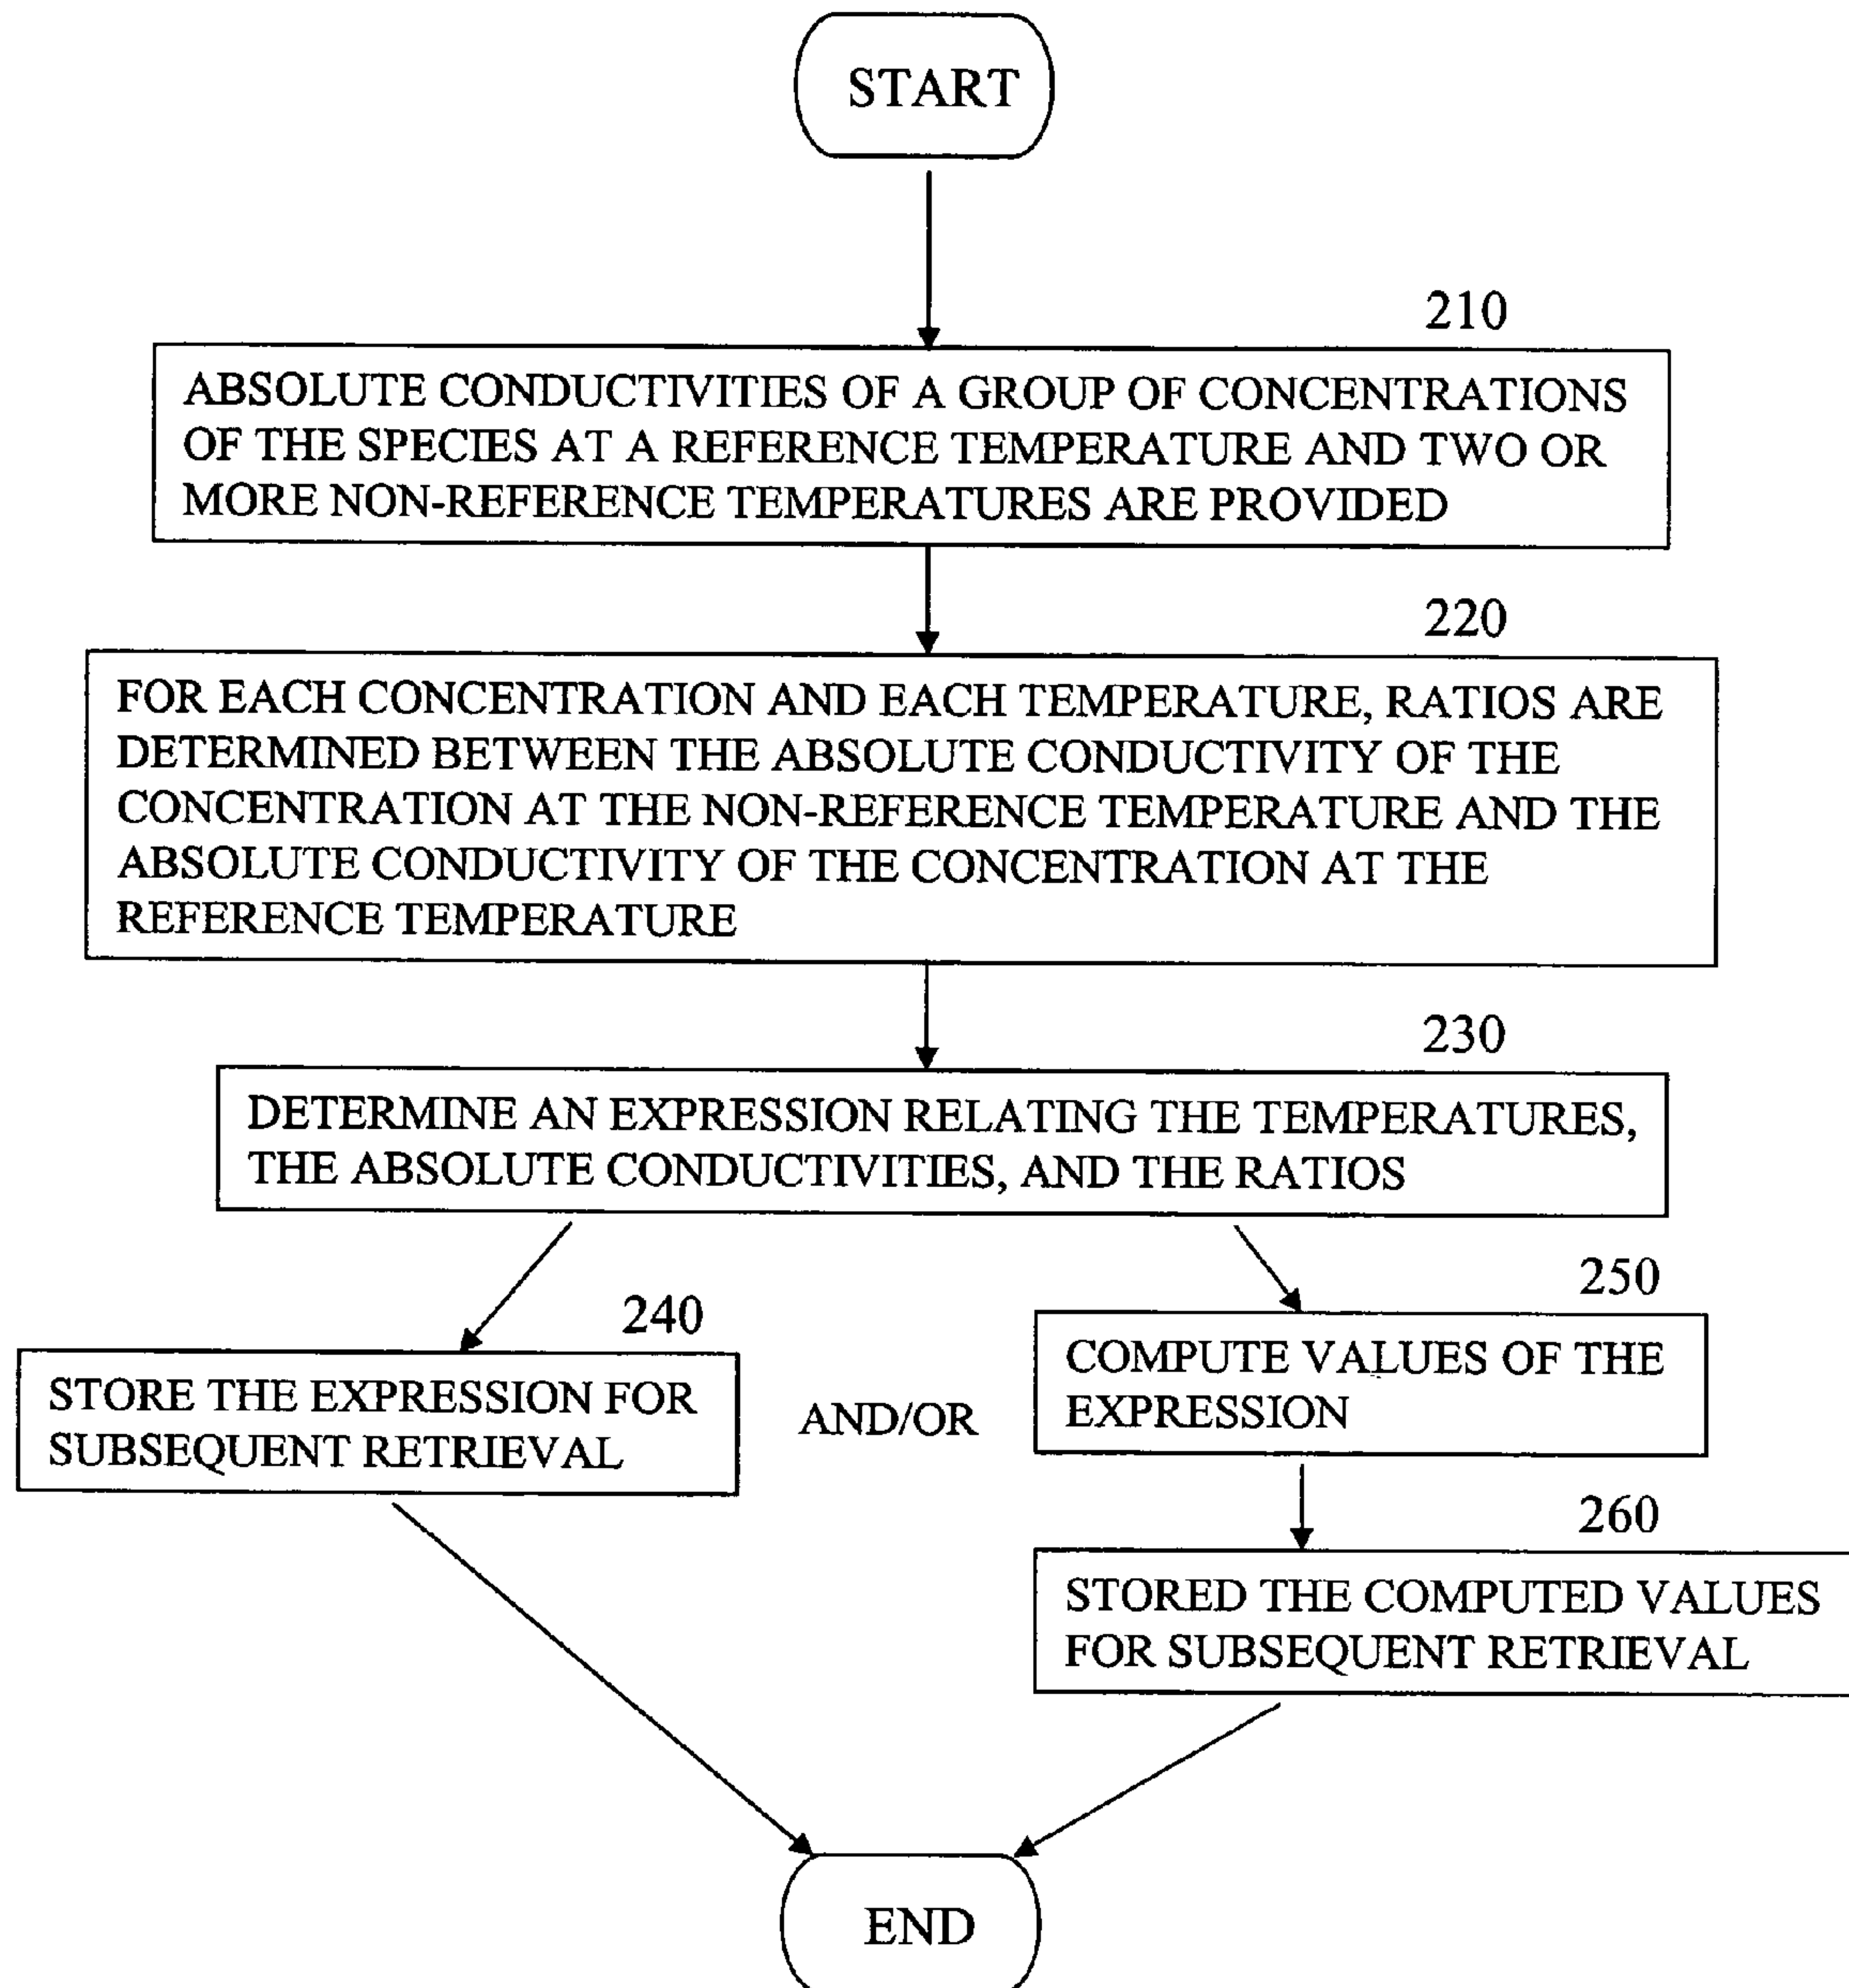 START
210
ABSOLUTE CONDUCTIVITIES OF A GROUP OF CONCENTRATIONS
OF THE SPECIES AT A REFERENCE TEMPERATURE AND TWO OR
MORE NON-REFERENCE TEMPERATURES ARE PROVIDED
220
FOR EACH CONCENTRATION AND EACH TEMPERATURE, RATIOS ARE
DETERMINED BETWEEN THE ABSOLUTE CONDUCTIVITY OF THE
CONCENTRATION AT THE NON-REFERENCE TEMPERATURE AND THE
ABSOLUTE CONDUCTIVITY OF THE CONCENTRATION AT THE
REFERENCE TEMPERATURE
230
DETERMINE AN EXPRESSION RELATING THE TEMPERATURES,
THE ABSOLUTE CONDUCTIVITIES, AND THE RATIOS
240
STORE THE EXPRESSION FOR
SUBSEQUENT RETRIEVAL
AND/OR
250
COMPUTE VALUES OF THE
EXPRESSION
260
STORED THE COMPUTED VALUES
FOR SUBSEQUENT RETRIEVAL
END